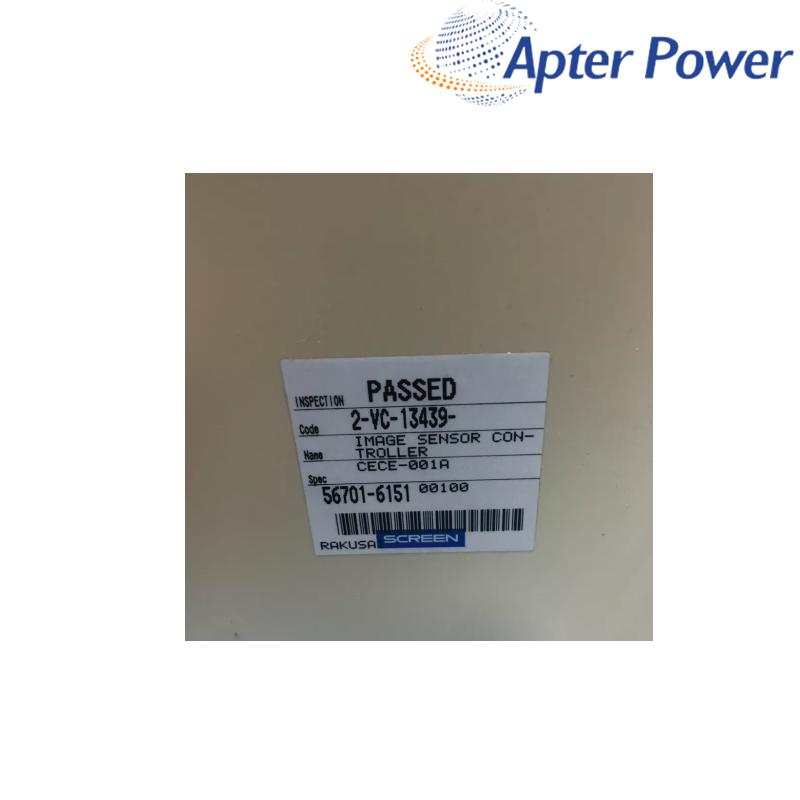 Apter Power
INSPECTION PASSED
Code 2-VC-13439-
Name IMAGE SENSOR CON-
TROLLER
Spec CECE-001A
56701-6151 00100
RAKUSA SCREEN